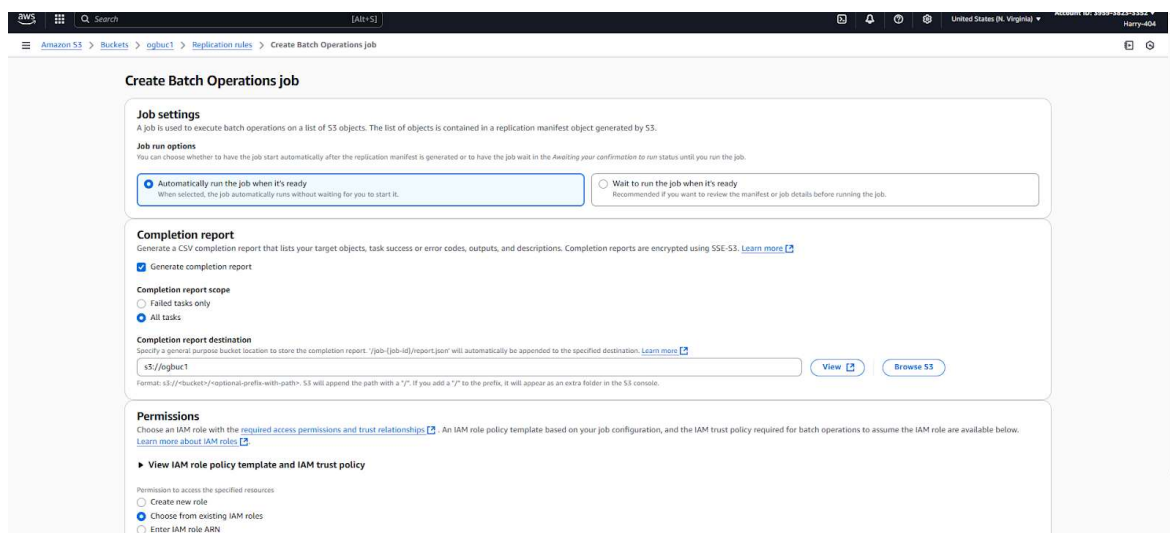 aws
Search
[Alt+S]
United States (N. Virginia)
Harry-404
Amazon S3 > Buckets > ogbuc1 > Replication rules > Create Batch Operations job
Create Batch Operations job
Job settings
A job is used to execute batch operations on a list of S3 objects. The list of objects is contained in a replication manifest object generated by S3.
Job run options
You can choose whether to have the job start automatically after the replication manifest is generated or to have the job wait in the Awaiting your confirmation to run status until you run the job.
Automatically run the job when it's ready
When selected, the job automatically runs without waiting for you to start it.
Wait to run the job when it's ready
Recommended if you want to review the manifest or job details before running the job.
Completion report
Generate a CSV completion report that lists your target objects, task success or error codes, outputs, and descriptions. Completion reports are encrypted using SSE-S3. Learn more
Generate completion report
Completion report scope
Failed tasks only
All tasks
Completion report destination
Specify a general purpose bucket location to store the completion report. '/job-{job-id}/report.json' will automatically be appended to the specified destination. Learn more
s3://ogbuc1
View
Browse S3
Format: s3://<bucket>/<optional-prefix-with-path>. S3 will append the path with a "/". If you add a "/" to the prefix, it will appear as an extra folder in the S3 console.
Permissions
Choose an IAM role with the required access permissions and trust relationships . An IAM role policy template based on your job configuration, and the IAM trust policy required for batch operations to assume the IAM role are available below.
Learn more about IAM roles .
View IAM role policy template and IAM trust policy
Permission to access the specified resources
Create new role
Choose from existing IAM roles
Enter IAM role ARN